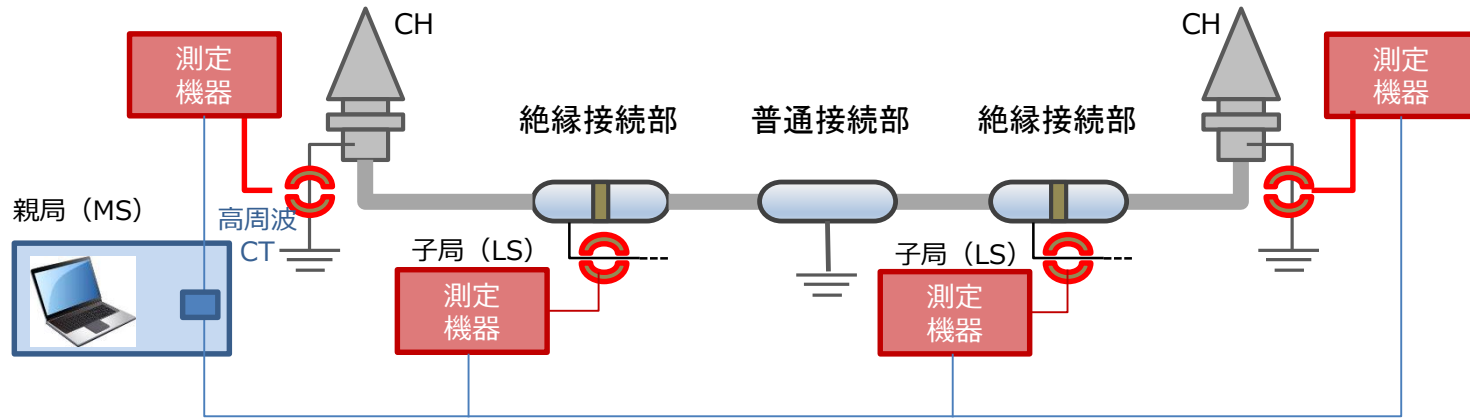 CH
CH
測定
機器
測定
機器
絶縁接続部
普通接続部
絶縁接続部
親局（MS）
高周波
CT
子局（LS）
子局（LS）
測定
機器
測定
機器